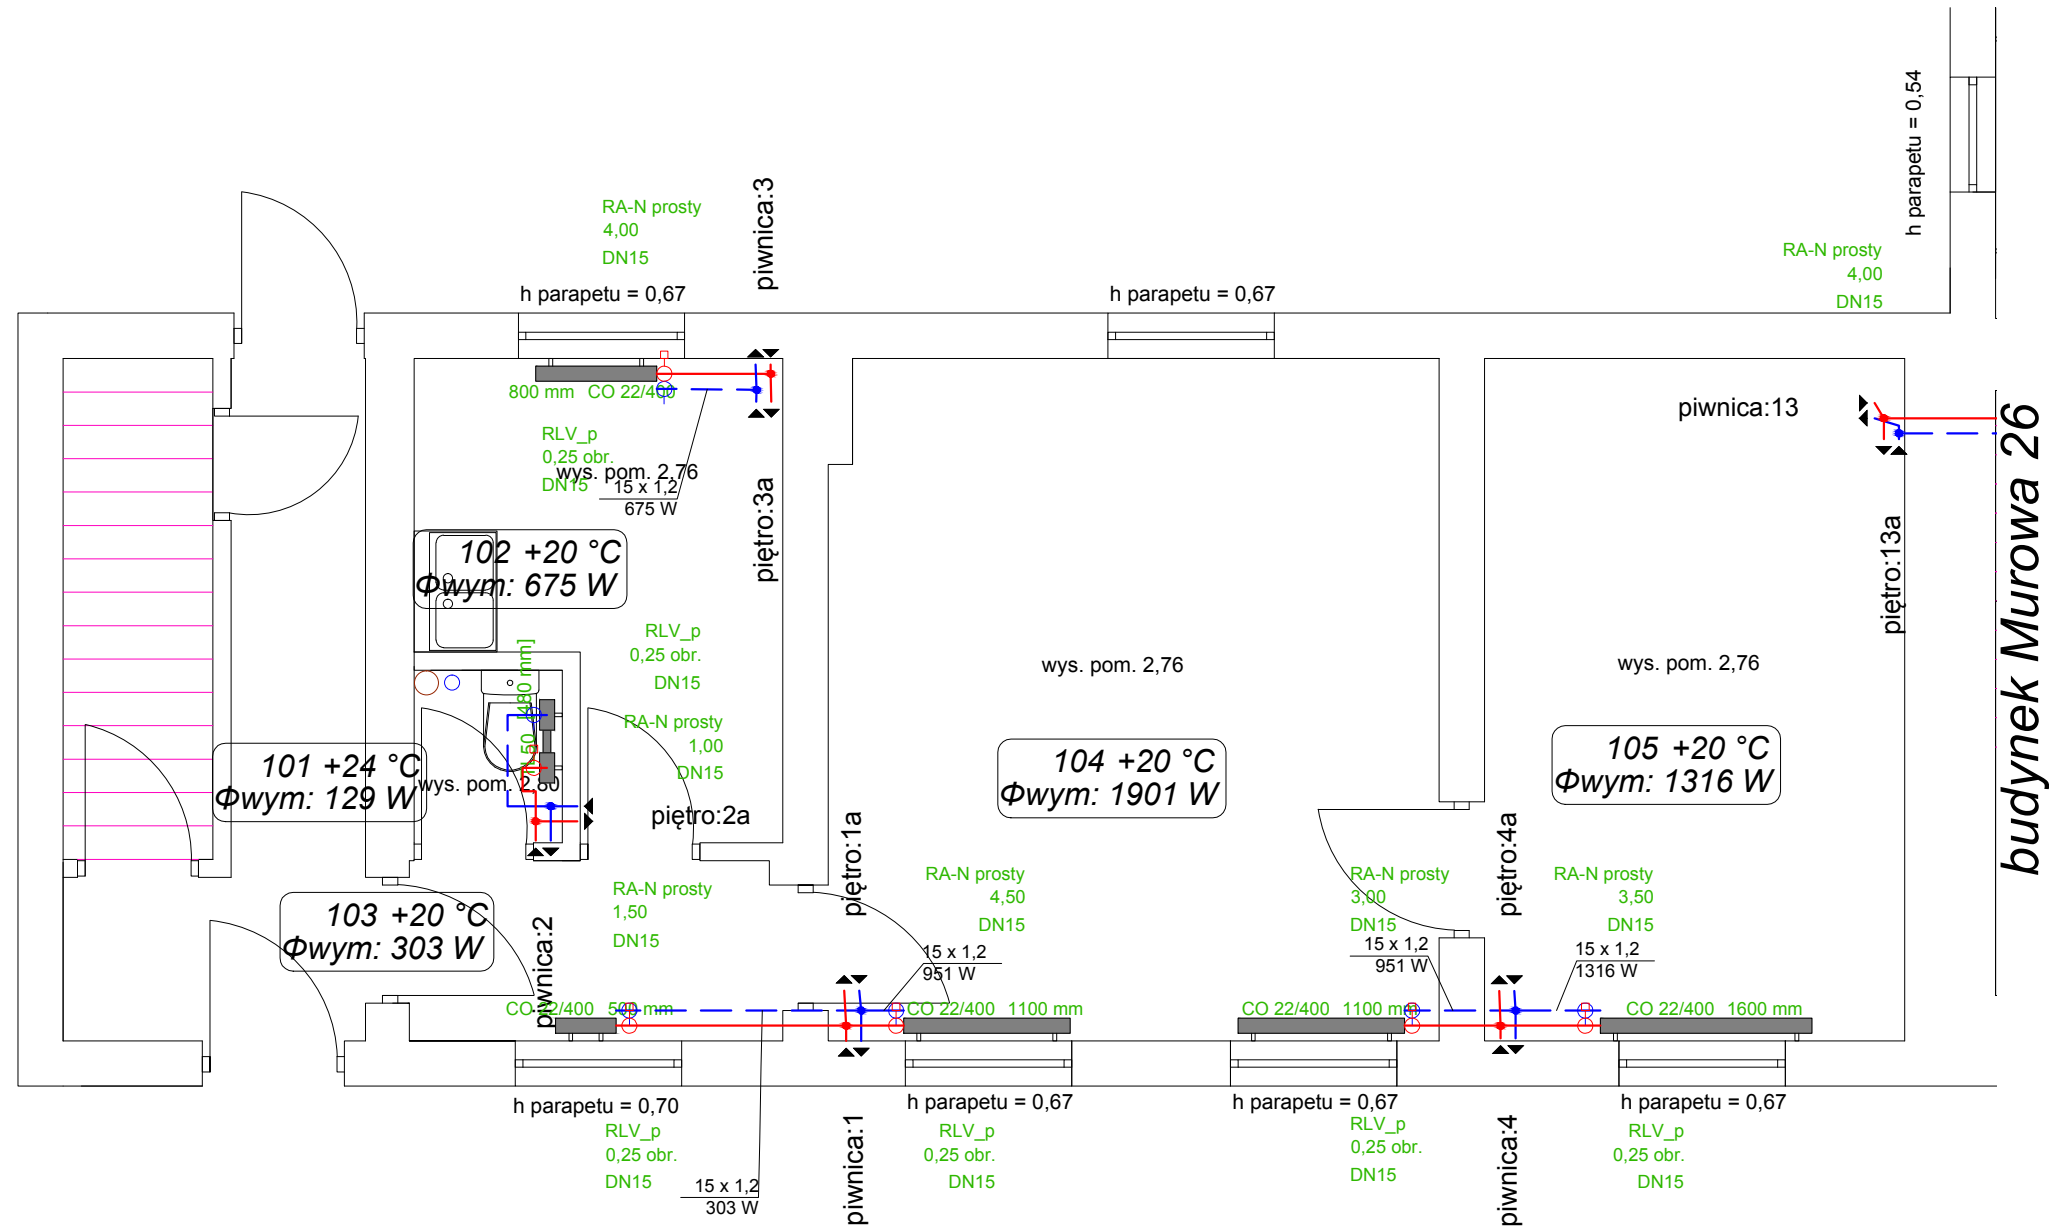 h parapetu = 0,54
piwnica:3
RA-N prosty
4,00
DN15
RA-N prosty
4,00
DN15
h parapetu = 0,67
h parapetu = 0,67
800 mm CO 22/400
RLV_p
0,25 obr.
DN15
wys. pom. 2,76
15 x 1,2
675 W
piętro:3a
piwnica:13
piętro:13a
budynek Murowa 26
102 +20 °C
Φwym: 675 W
RLV_p
0,25 obr.
DN15
RA-N prosty
1,00
DN15
wys. pom. 2,76
wys. pom. 2,76
101 +24 °C
Φwym: 129 W
wys. pom. 2,80
piętro:2a
104 +20 °C
Φwym: 1901 W
105 +20 °C
Φwym: 1316 W
piętro:1a
piętro:4a
103 +20 °C
Φwym: 303 W
piwnica:2
RA-N prosty
1,50
DN15
RA-N prosty
4,50
DN15
RA-N prosty
3,00
DN15
RA-N prosty
3,50
DN15
15 x 1,2
951 W
15 x 1,2
951 W
15 x 1,2
1316 W
CO 22/400 500 mm
CO 22/400 1100 mm
CO 22/400 1100 mm
CO 22/400 1600 mm
h parapetu = 0,70
h parapetu = 0,67
h parapetu = 0,67
h parapetu = 0,67
RLV_p
0,25 obr.
DN15
15 x 1,2
303 W
piwnica:1
RLV_p
0,25 obr.
DN15
RLV_p
0,25 obr.
DN15
piwnica:4
RLV_p
0,25 obr.
DN15